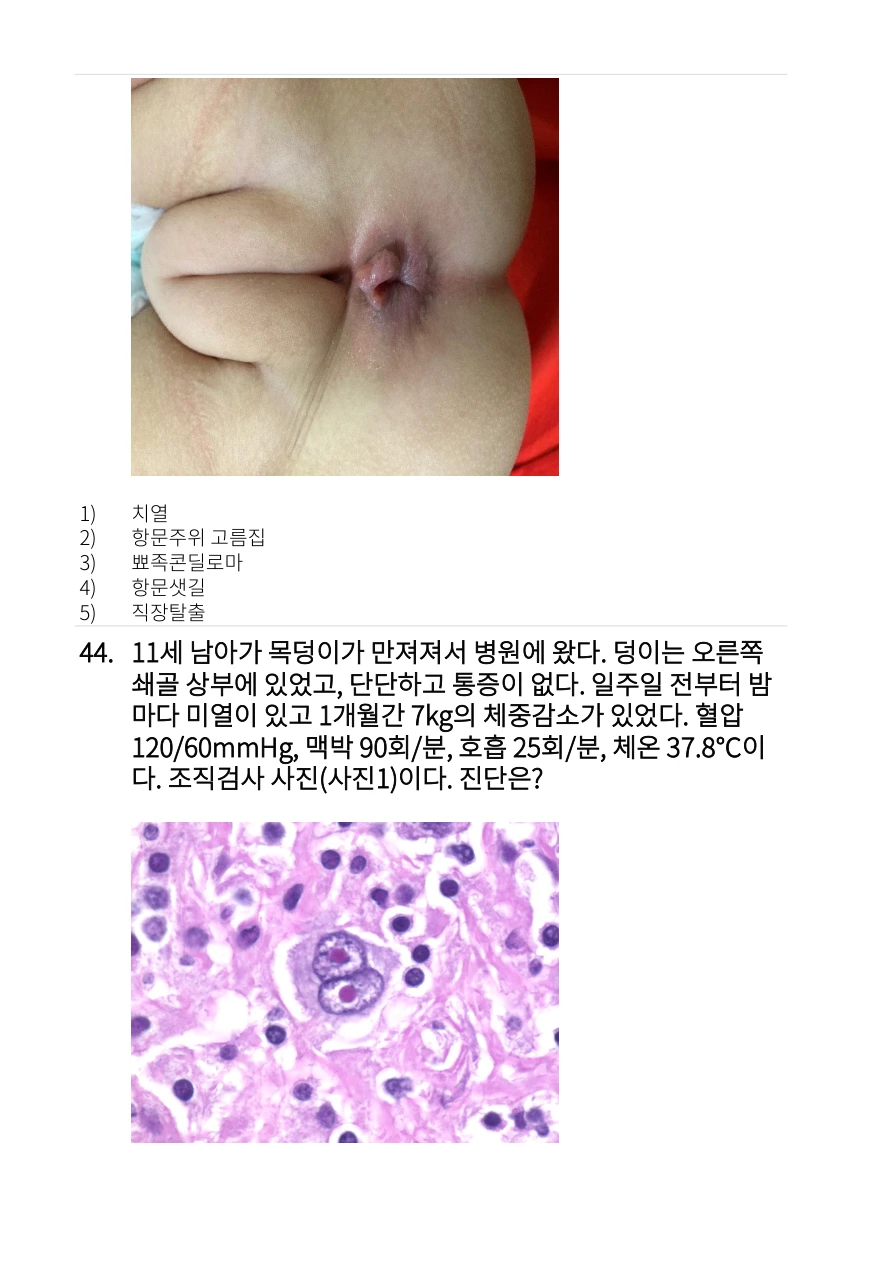 1) 치열
2) 항문주위 고름집
3) 뾰족콘딜로마
4) 항문샛길
5) 직장탈출
44. 11세 남아가 목덩이가 만져져서 병원에 왔다. 덩이는 오른쪽
쇄골 상부에 있었고, 단단하고 통증이 없다. 일주일 전부터 밤
마다 미열이 있고 1개월간 7kg의 체중감소가 있었다. 혈압
120/60mmHg, 맥박 90회/분, 호흡 25회/분, 체온 37.8°C이
다. 조직검사 사진(사진1)이다. 진단은?